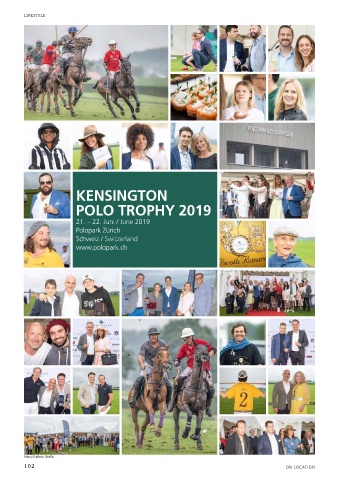 LIFESTYLE
KENSINGTON
POLO TROPHY 2019
21. – 22. Juni / June 2019
Polopark Zürich
Schweiz / Switzerland
www.polopark.ch
2
102
ON LOCATION